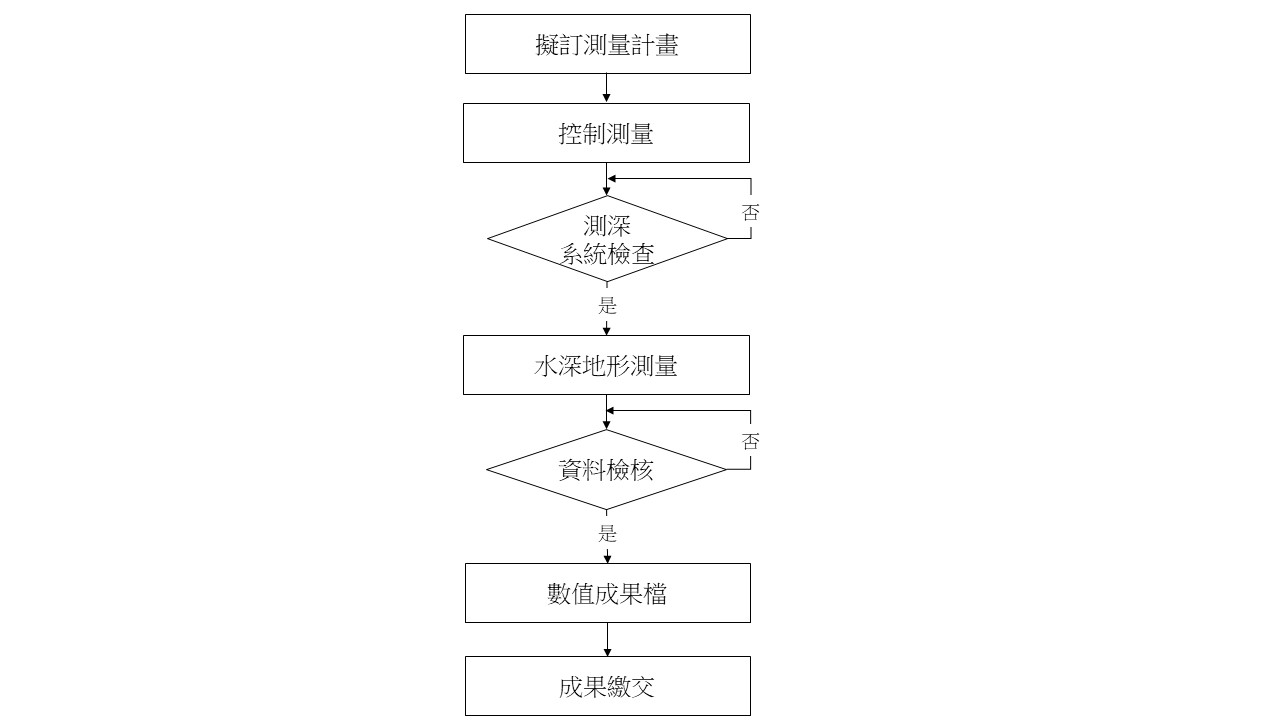 擬訂測量計畫
控制測量
測深
系統檢查
否
是
水深地形測量
資料檢核
否
是
數值成果檔
成果繳交